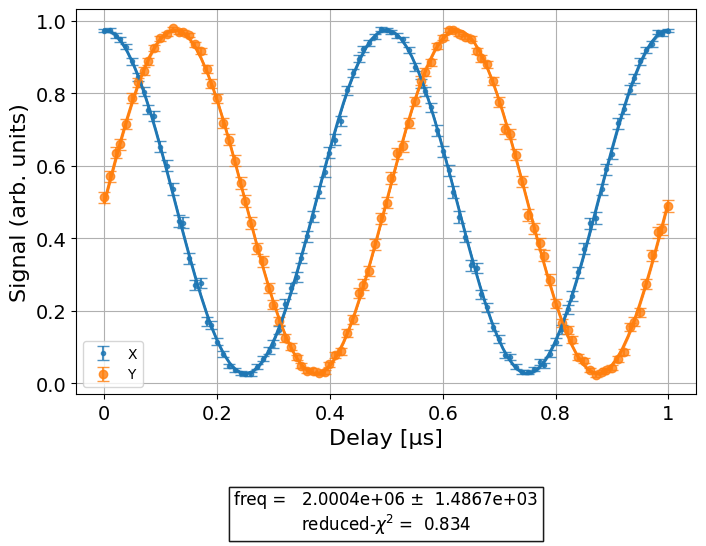 1.0
0.8
0.6
0.4
0.2
0.0
Signal (arb. units)
X
Y
0 0.2 0.4 0.6 0.8 1
Delay [µs]
freq = 2.0004e+06 ± 1.4867e+03
reduced-χ² = 0.834